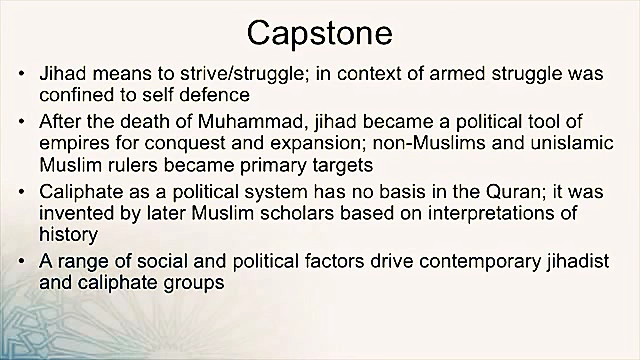 Capstone
• Jihad means to strive/struggle; in context of armed struggle was
confined to self defence
• After the death of Muhammad, jihad became a political tool of
empires for conquest and expansion; non-Muslims and unislamic
Muslim rulers became primary targets
• Caliphate as a political system has no basis in the Quran; it was
invented by later Muslim scholars based on interpretations of
history
• A range of social and political factors drive contemporary jihadist
and caliphate groups